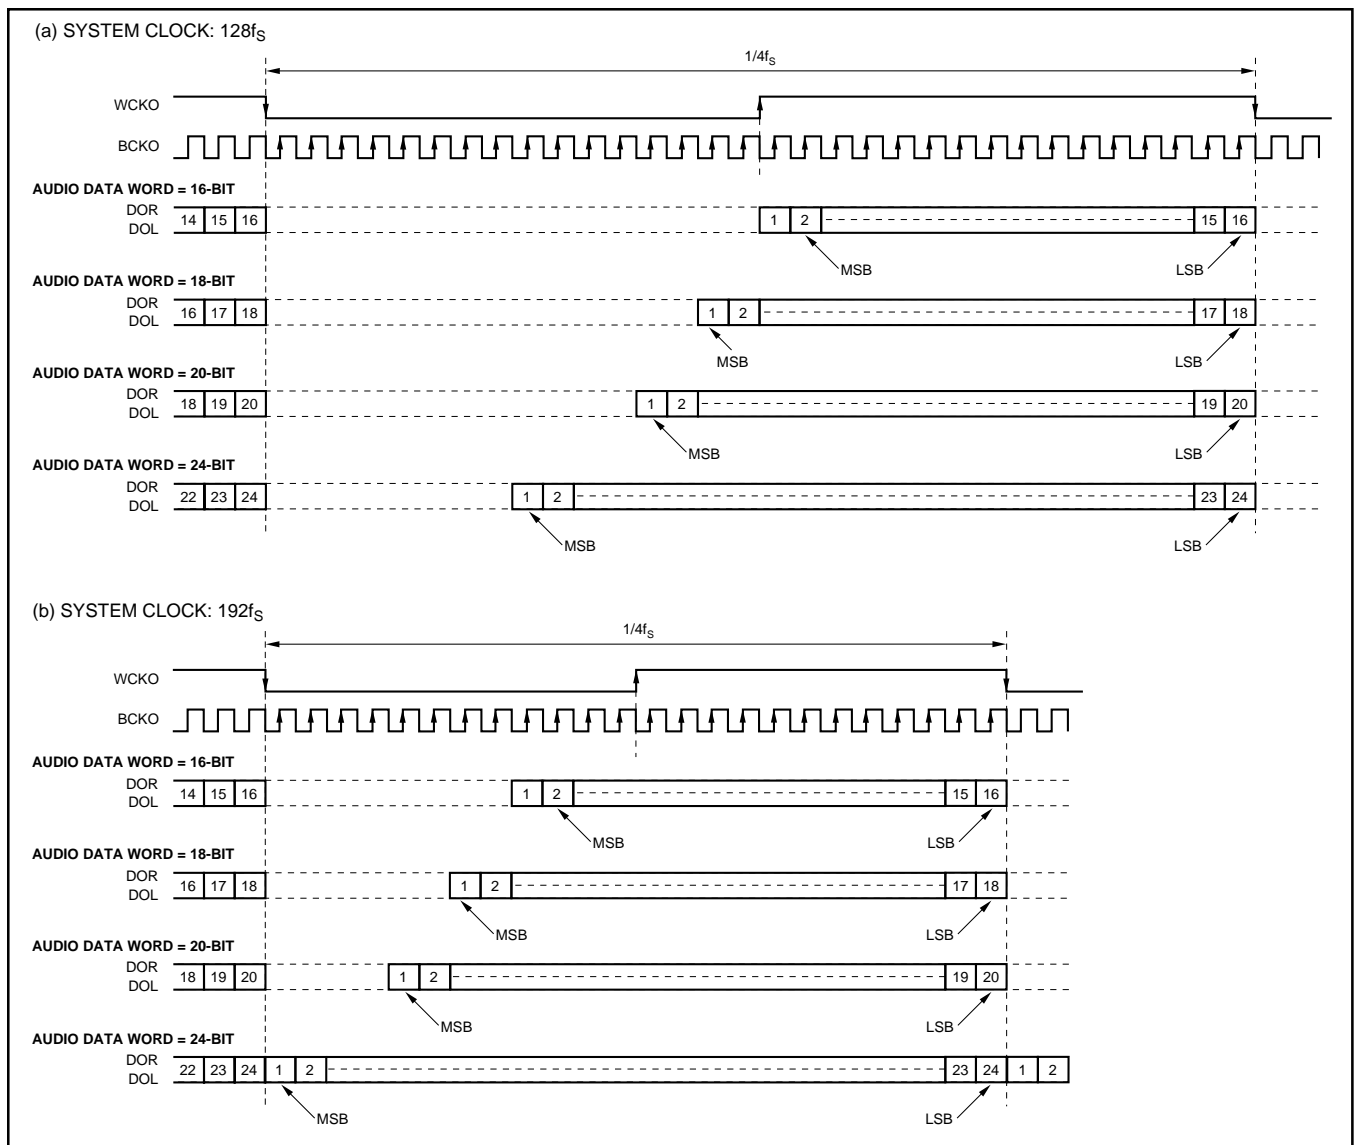 (a) SYSTEM CLOCK: 128fS
1/4fS
WCKO
BCKO
AUDIO DATA WORD = 16-BIT
DOR
DOL
14 15 16 1 2 15 16
MSB LSB
AUDIO DATA WORD = 18-BIT
DOR
DOL
16 17 18 1 2 17 18
MSB LSB
AUDIO DATA WORD = 20-BIT
DOR
DOL
18 19 20 1 2 19 20
MSB LSB
AUDIO DATA WORD = 24-BIT
DOR
DOL
22 23 24 1 2 23 24
MSB LSB
(b) SYSTEM CLOCK: 192fS
1/4fS
WCKO
BCKO
AUDIO DATA WORD = 16-BIT
DOR
DOL
14 15 16 1 2 15 16
MSB LSB
AUDIO DATA WORD = 18-BIT
DOR
DOL
16 17 18 1 2 17 18
MSB LSB
AUDIO DATA WORD = 20-BIT
DOR
DOL
18 19 20 1 2 19 20
MSB LSB
AUDIO DATA WORD = 24-BIT
DOR
DOL
22 23 24 1 2 23 24 1 2
MSB LSB